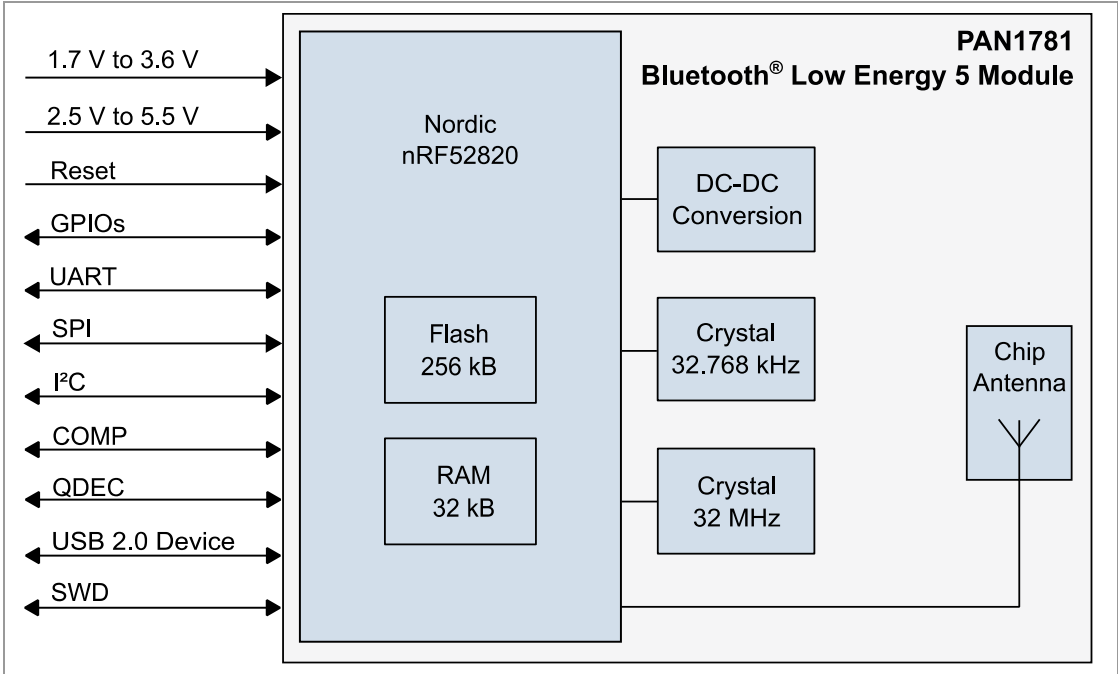 PAN1781
Bluetooth® Low Energy 5 Module
1.7 V to 3.6 V
2.5 V to 5.5 V
Reset
GPIOs
UART
SPI
I²C
COMP
QDEC
USB 2.0 Device
SWD
Nordic
nRF52820
Flash
256 kB
RAM
32 kB
DC-DC
Conversion
Crystal
32.768 kHz
Crystal
32 MHz
Chip
Antenna